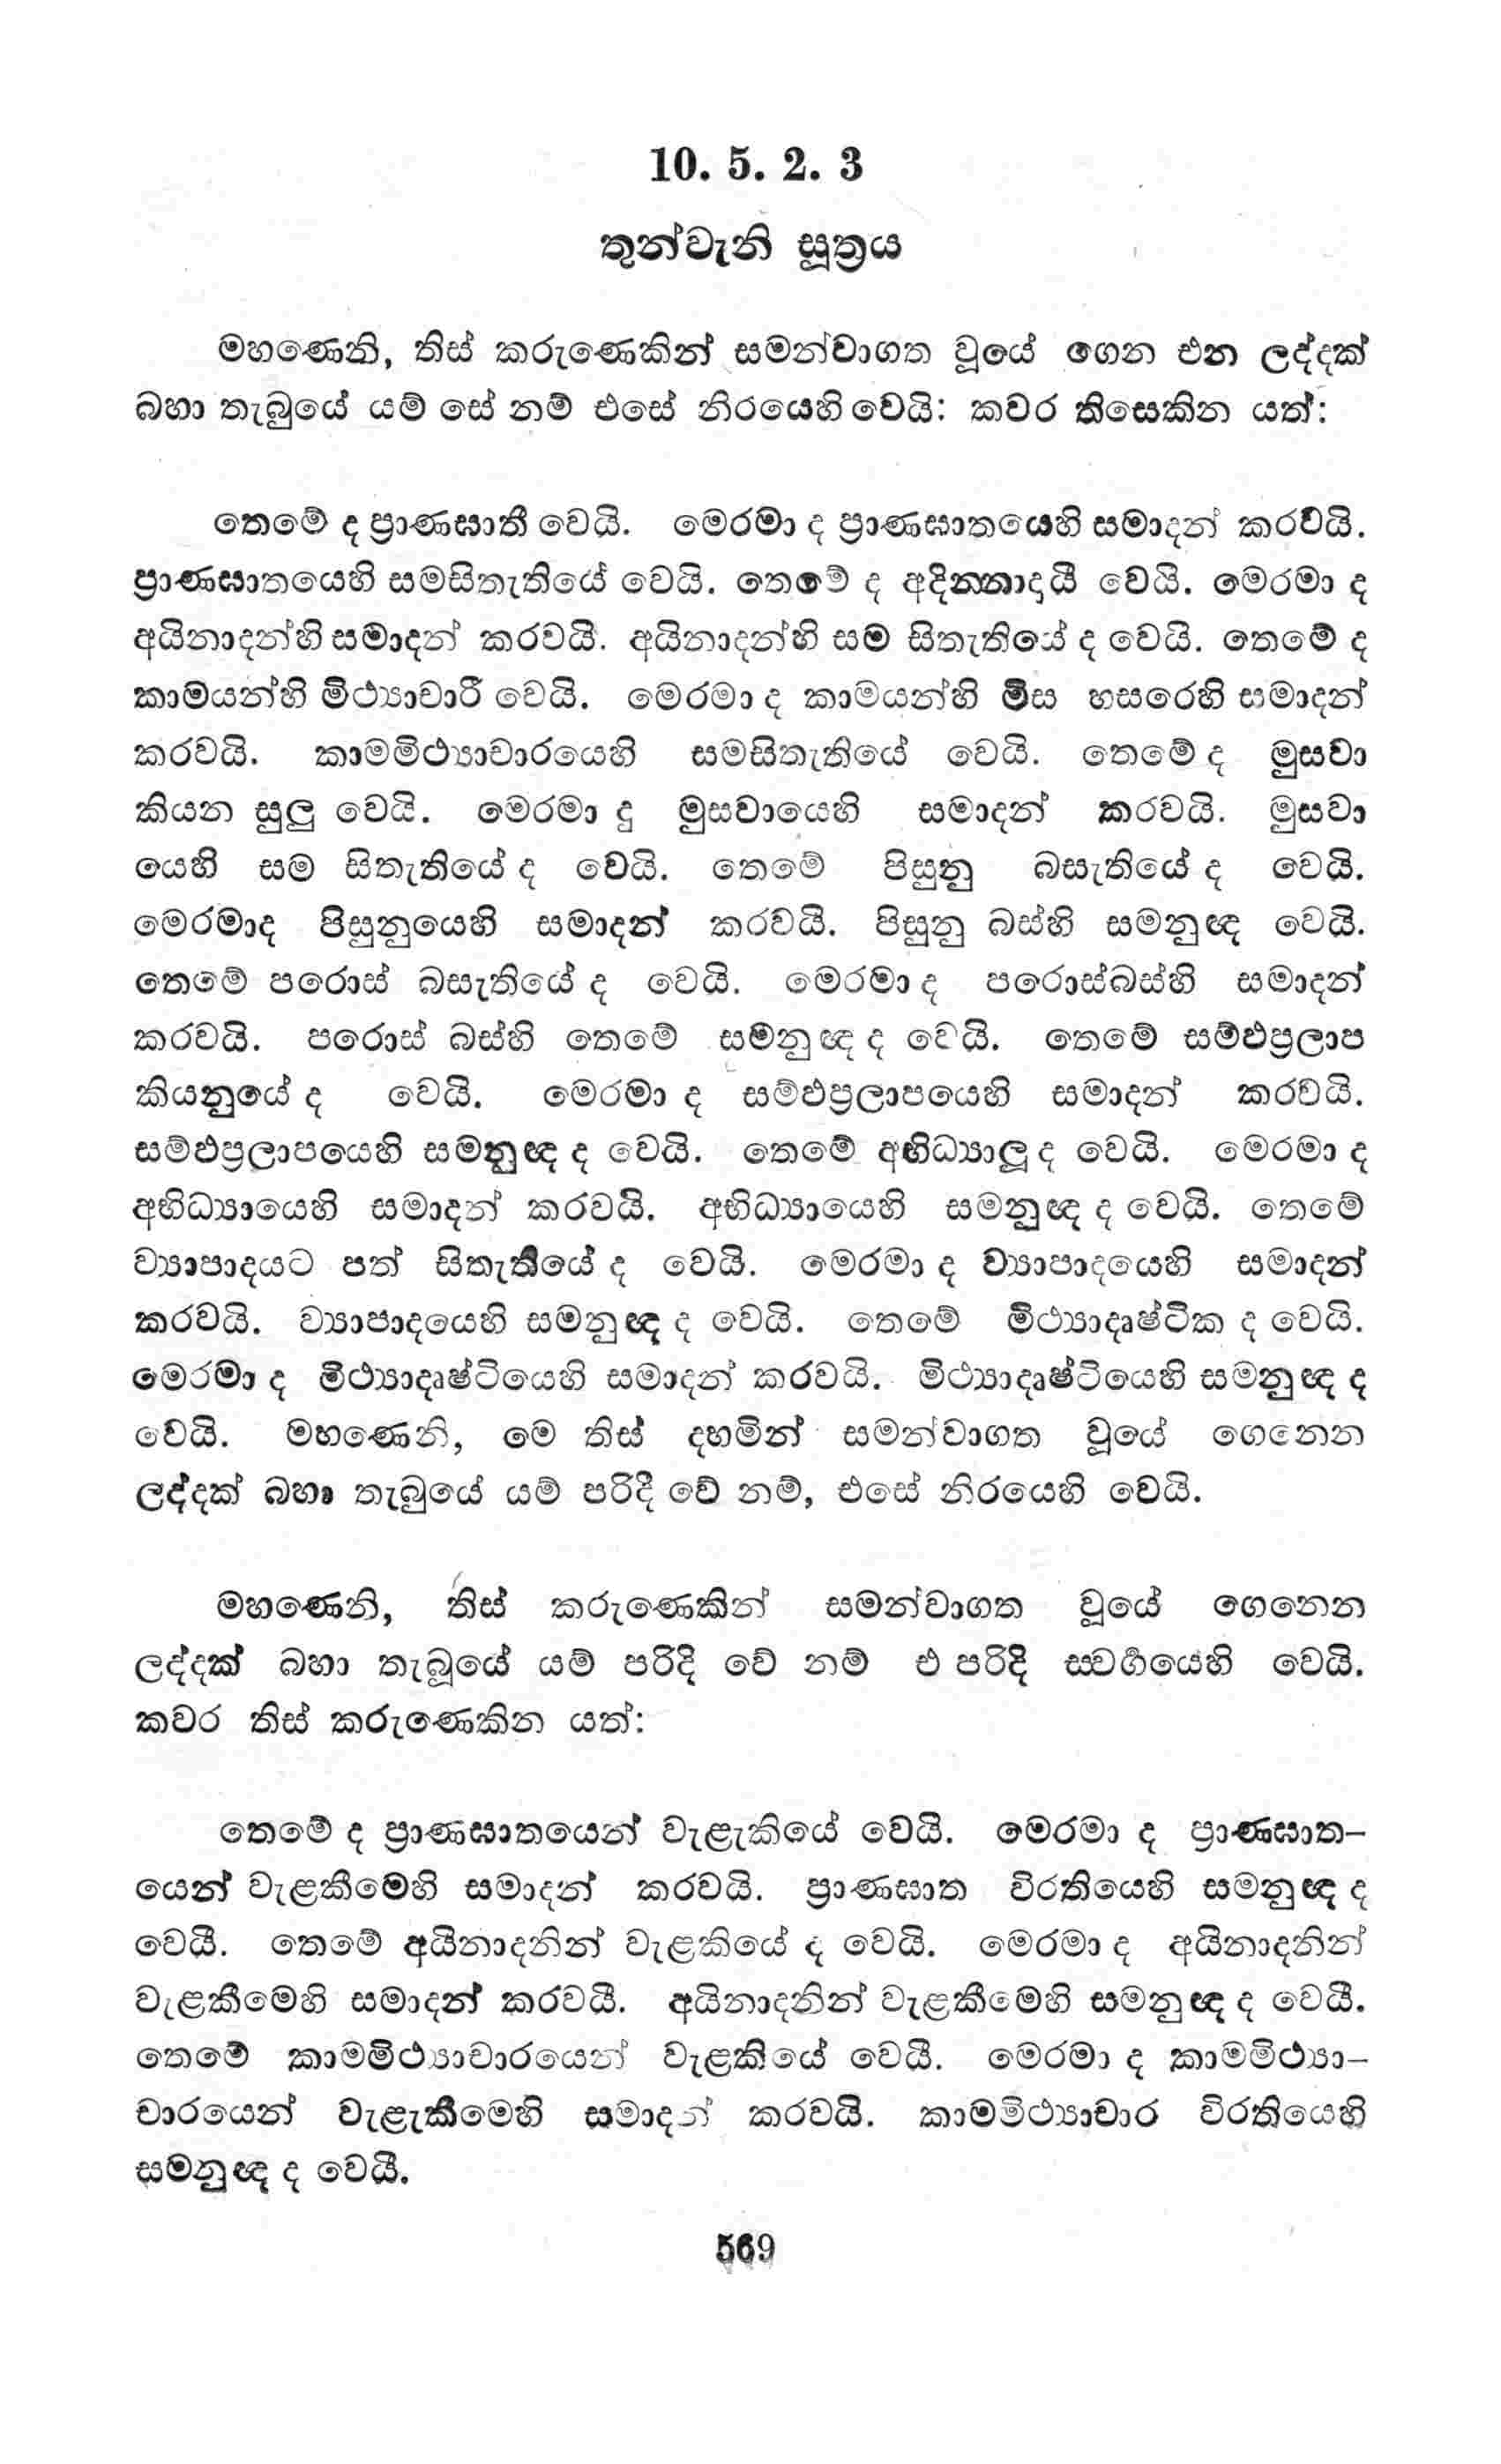 10. 5. 2. 3
තුන්වැනි සූත්‍රය
මහණෙනි, තිස් කරුණෙකින් සමන්වාගත වූයේ ගෙන එන ලද්දක්
බහා තැබුයේ යම් සේ නම් එසේ නිරයෙහි වෙයි: කවර තිසෙකින යත්:
තෙමේ ද ප්‍රාණඝාතී වෙයි. මෙරමා ද ප්‍රාණඝාතයෙහි සමාදන් කරවයි.
ප්‍රාණඝාතයෙහි සමසිතැතියේ වෙයි. තෙමේ ද අදින්නාදායී වෙයි. මෙරමා ද
අයිනාදන්හි සමාදන් කරවයි. අයිනාදන්හි සම සිතැතියේ ද වෙයි. තෙමේ ද
කාමයන්හි මිථ්‍යාචාරී වෙයි. මෙරමා ද කාමයන්හි මිස හසරෙහි සමාදන්
කරවයි. කාමමිථ්‍යාචාරයෙහි සමසිතැතියේ වෙයි. තෙමේ ද මුසවා
කියන සුලු වෙයි. මෙරමා දු මුසවායෙහි සමාදන් කරවයි. මුසවා
යෙහි සම සිතැතියේ ද වෙයි. තෙමේ පිසුනු බසැතියේ ද වෙයි.
මෙරමාද පිසුනුයෙහි සමාදන් කරවයි. පිසුනු බස්හි සමනුඥ වෙයි.
තෙමේ පරොස් බසැතියේ ද වෙයි. මෙරමා ද පරොස්බස්හි සමාදන්
කරවයි. පරොස් බස්හි තෙමේ සමනුඥ ද වෙයි. තෙමේ සම්ඵප්‍රලාප
කියනුයේ ද වෙයි. මෙරමා ද සම්ඵප්‍රලාපයෙහි සමාදන් කරවයි.
සම්ඵප්‍රලාපයෙහි සමනුඥ ද වෙයි. තෙමේ අභිධ්‍යාලූ ද වෙයි. මෙරමා ද
අභිධ්‍යායෙහි සමාදන් කරවයි. අභිධ්‍යායෙහි සමනුඥ ද වෙයි. තෙමේ
ව්‍යාපාදයට පත් සිතැතියේ ද වෙයි. මෙරමා ද ව්‍යාපාදයෙහි සමාදන්
කරවයි. ව්‍යාපාදයෙහි සමනුඥ ද වෙයි. තෙමේ මිථ්‍යාදෘෂ්ටික ද වෙයි.
මෙරමා ද මිථ්‍යාදෘෂ්ටියෙහි සමාදන් කරවයි. මිථ්‍යාදෘෂ්ටියෙහි සමනුඥ ද
වෙයි. මහණෙනි, මෙ තිස් දහමින් සමන්වාගත වූයේ ගෙනෙන
ලද්දක් බහා තැබුයේ යම් පරිදි වේ නම්, එසේ නිරයෙහි වෙයි.
මහණෙනි, තිස් කරුණෙකින් සමන්වාගත වූයේ ගෙනෙන
ලද්දක් බහා තැබූයේ යම් පරිදි වේ නම් එ පරිදි ස්වර්‍ගයෙහි වෙයි.
කවර තිස් කරුණෙකින යත්:
තෙමේ ද ප්‍රාණඝාතයෙන් වැළැකියේ වෙයි. මෙරමා ද ප්‍රාණඝාත–
යෙන් වැළකීමෙහි සමාදන් කරවයි. ප්‍රාණඝාත විරතියෙහි සමනුඥ ද
වෙයි. තෙමේ අයිනාදනින් වැළකියේ ද වෙයි. මෙරමා ද අයිනාදනින්
වැළකීමෙහි සමාදන් කරවයි. අයිනාදනින් වැළකීමෙහි සමනුඥ ද වෙයි.
තෙමේ කාමමිථ්‍යාචාරයෙන් වැළකියේ වෙයි. මෙරමා ද කාමමිථ්‍යා–
චාරයෙන් වැළැකීමෙහි සමාදන් කරවයි. කාමමිථ්‍යාචාර විරතියෙහි
සමනුඥ ද වෙයි.
569